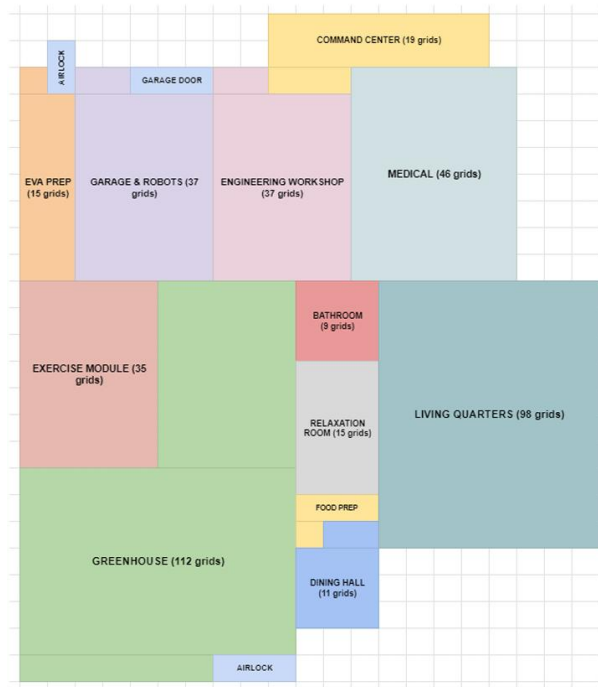 COMMAND CENTER (19 grids)
AIRLOCK
GARAGE DOOR
EVA PREP
(15 grids)
GARAGE & ROBOTS (37
grids)
ENGINEERING WORKSHOP
(37 grids)
MEDICAL (46 grids)
EXERCISE MODULE (35
grids)
BATHROOM
(9 grids)
RELAXATION
ROOM (15 grids)
LIVING QUARTERS (98 grids)
FOOD PREP
GREENHOUSE (112 grids)
DINING HALL
(11 grids)
AIRLOCK